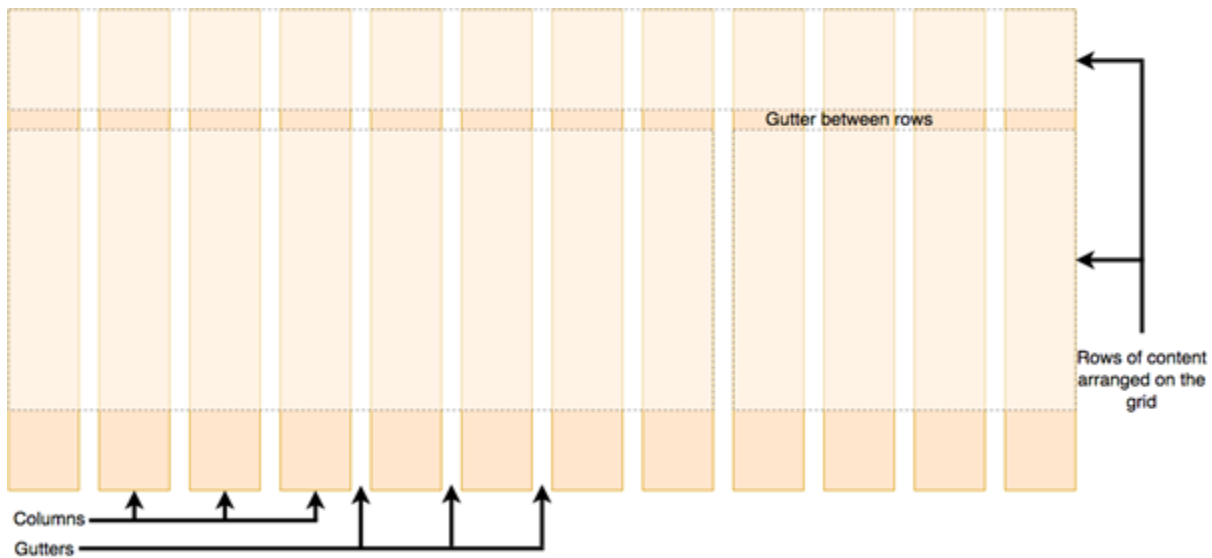 Gutter between rows
Rows of content
arranged on the
grid
Columns
Gutters